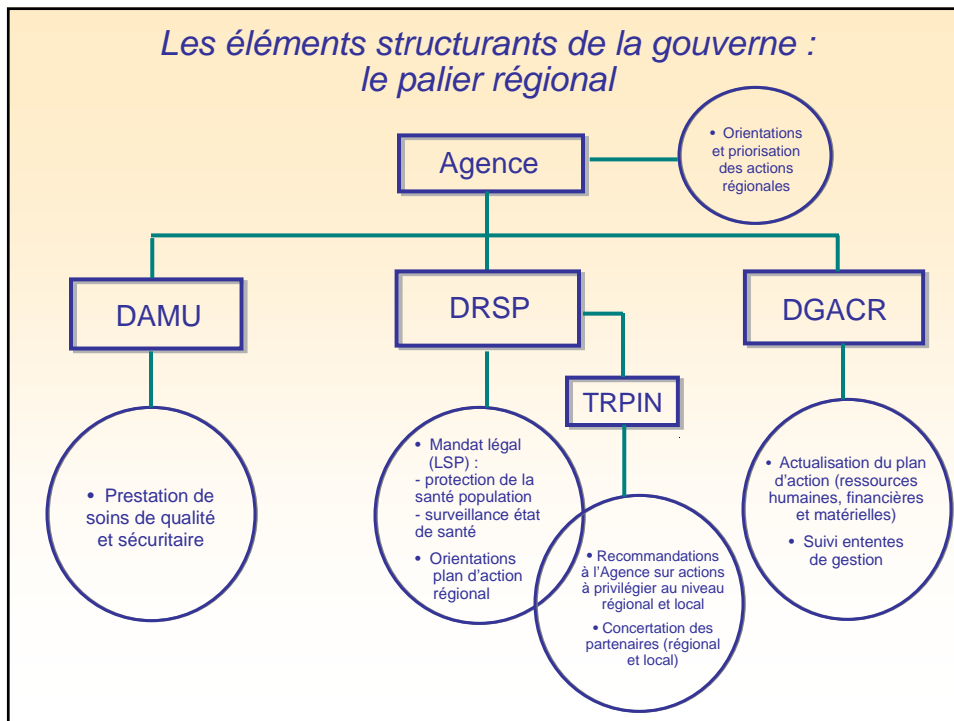 Les éléments structurants de la gouverne :
le palier régional
Agence
• Orientations
et priorisation
des actions
régionales
DAMU
DRSP
DGACR
TRPIN
• Prestation de
soins de qualité
et sécuritaire
• Mandat légal
(LSP) :
- protection de la
santé population
- surveillance état
de santé
• Orientations
plan d'action
régional
• Recommandations
à l'Agence sur actions
à privilégier au niveau
régional et local
• Concertation des
partenaires (régional
et local)
• Actualisation du plan
d'action (ressources
humaines, financières
et matérielles)
• Suivi ententes
de gestion